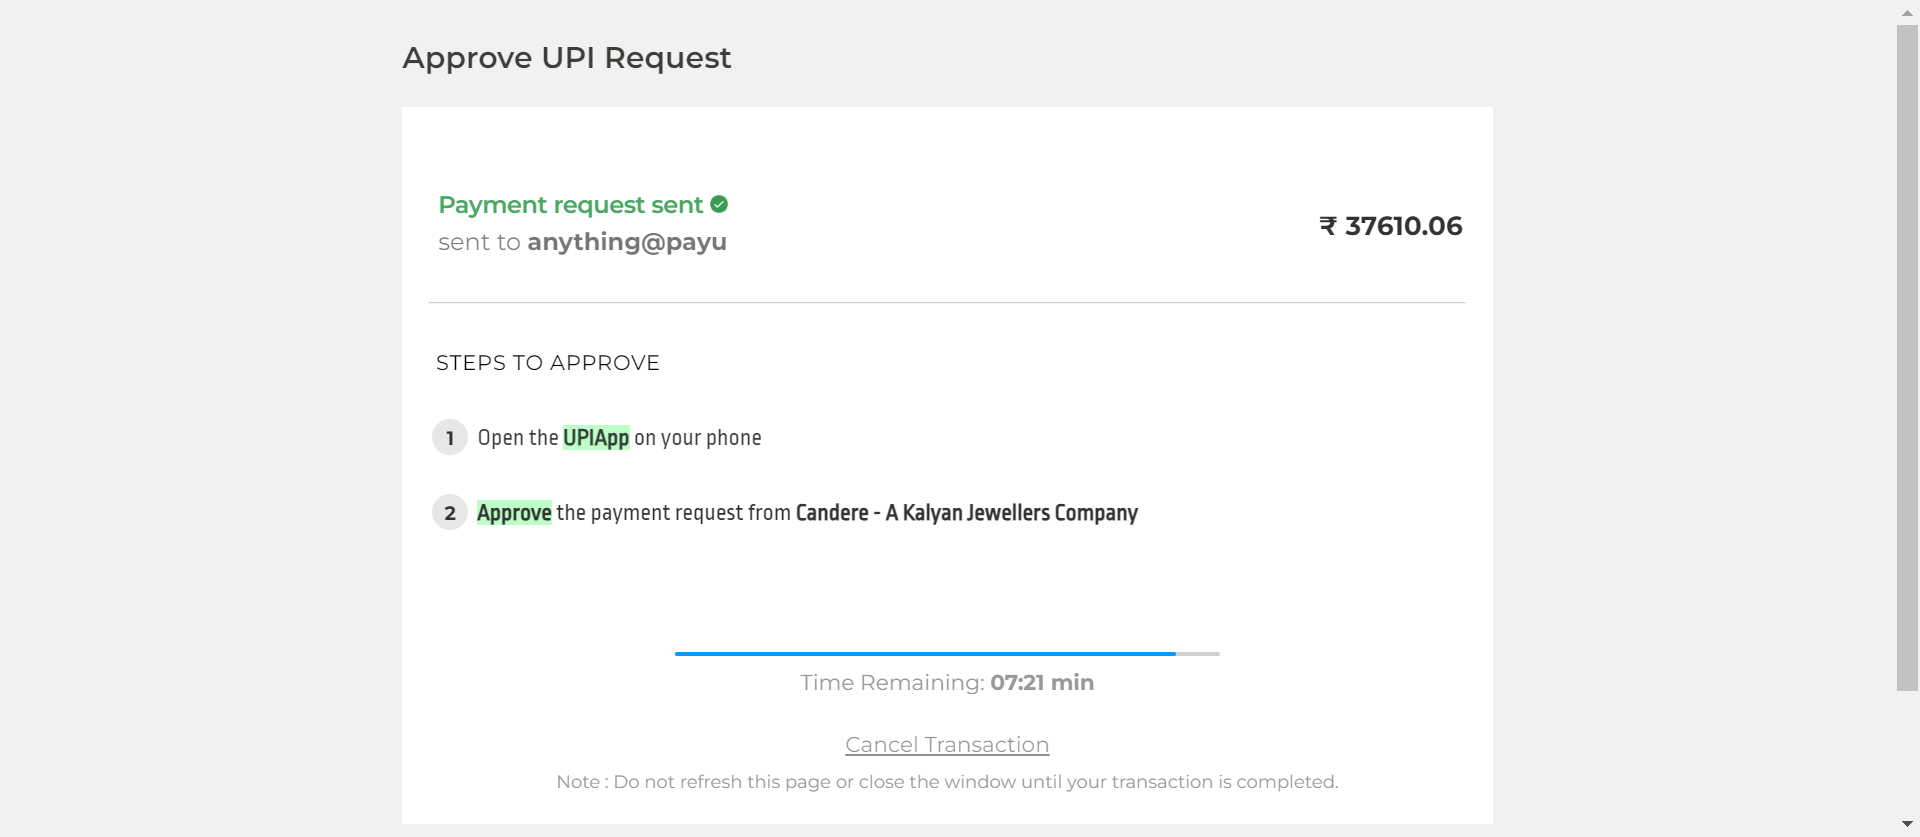 Approve UPI Request
Payment request sent
sent to anything@payu
₹ 37610.06
STEPS TO APPROVE
1 Open the UPIApp on your phone
2 Approve the payment request from Candere - A Kalyan Jewellers Company
Time Remaining: 07:21 min
Cancel Transaction
Note : Do not refresh this page or close the window until your transaction is completed.